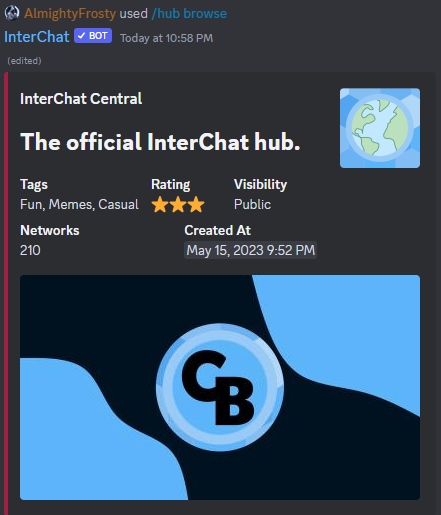 AlmightyFrosty used /hub browse
InterChat ✓ BOT Today at 10:58 PM
(edited)
InterChat Central
The official InterChat hub.
Tags Rating Visibility
Fun, Memes, Casual ⭐⭐⭐ Public
Networks Created At
210 May 15, 2023 9:52 PM
CB